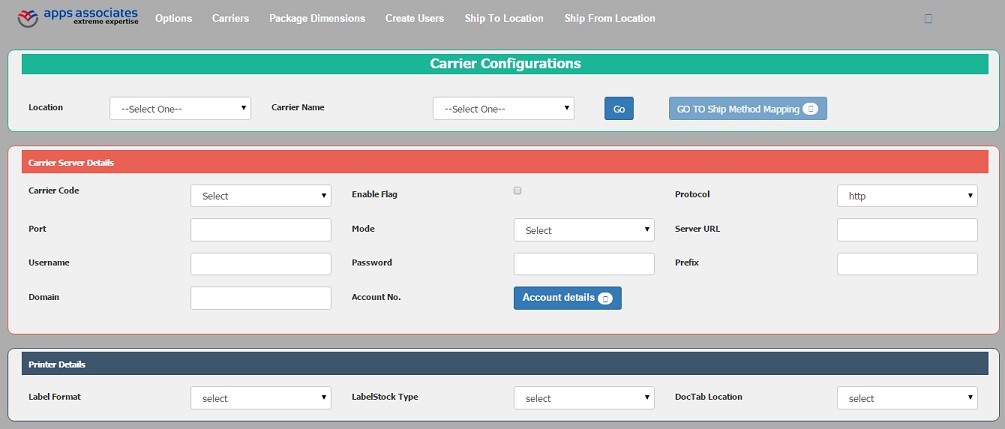 apps associates
extreme expertise
Options Carriers Package Dimensions Create Users Ship To Location Ship From Location
Carrier Configurations
Location --Select One-- Carrier Name --Select One-- Go GO TO Ship Method Mapping
Carrier Server Details
Carrier Code Select Enable Flag Protocol http
Port Mode Select Server URL
Username Password Prefix
Domain Account No. Account details
Printer Details
Label Format select LabelStock Type select DocTab Location select